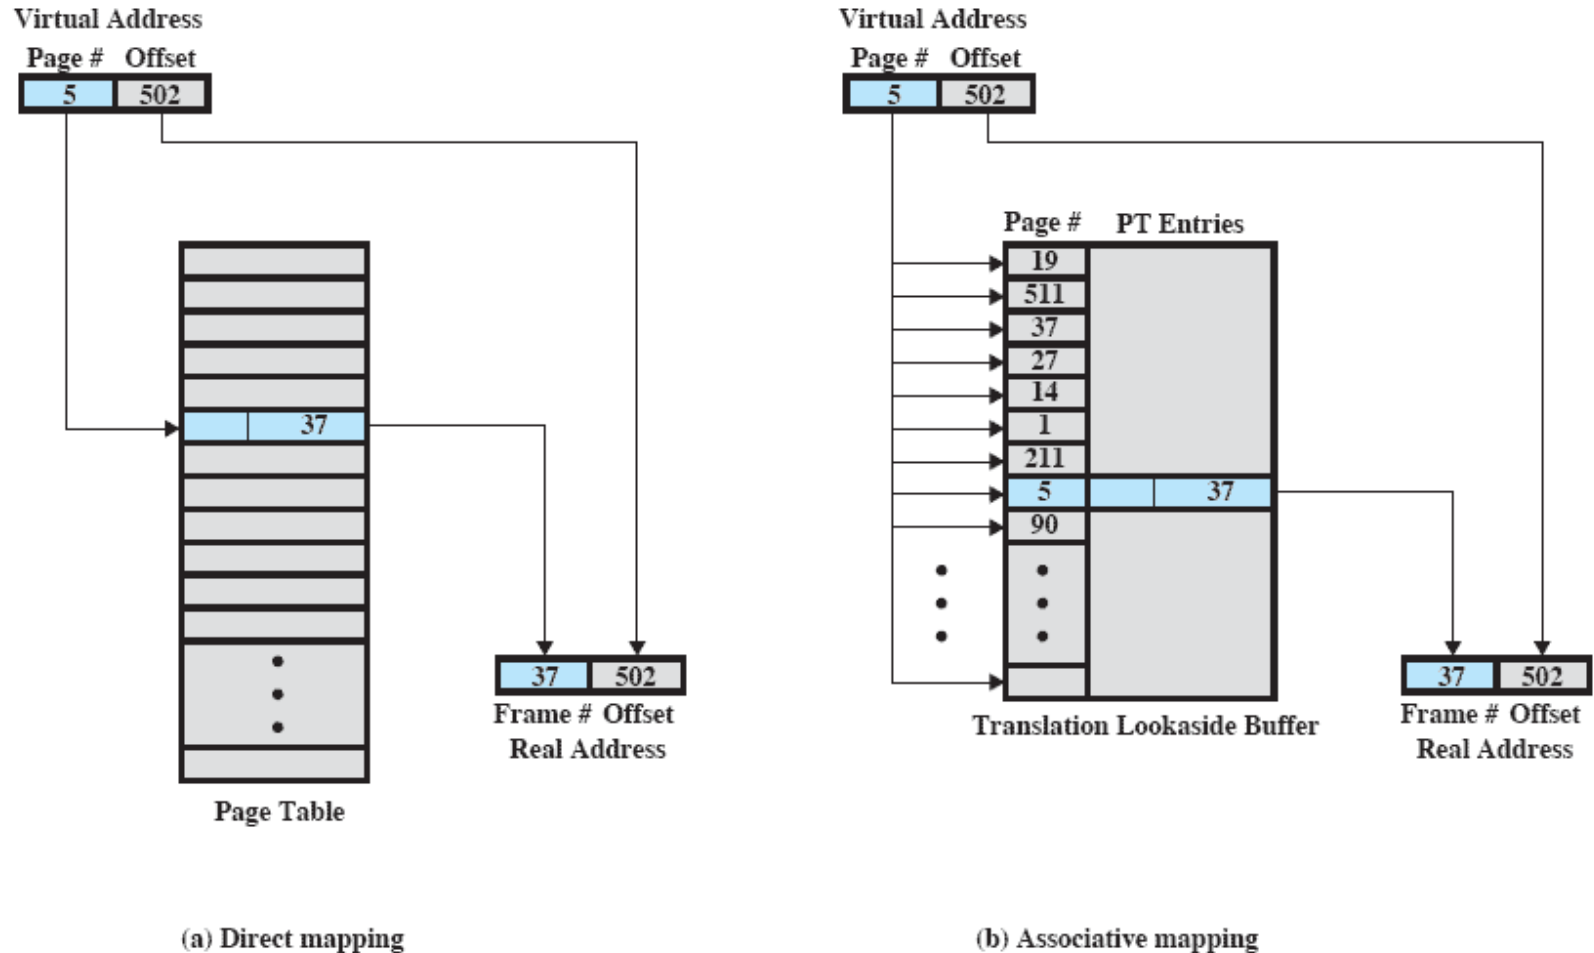 Virtual Address
Page # Offset
5 502
37
37 502
Frame # Offset
Real Address
Page Table
(a) Direct mapping
Virtual Address
Page # Offset
5 502
Page # PT Entries
19
511
37
27
14
1
211
5 37
90
Translation Lookaside Buffer
37 502
Frame # Offset
Real Address
(b) Associative mapping